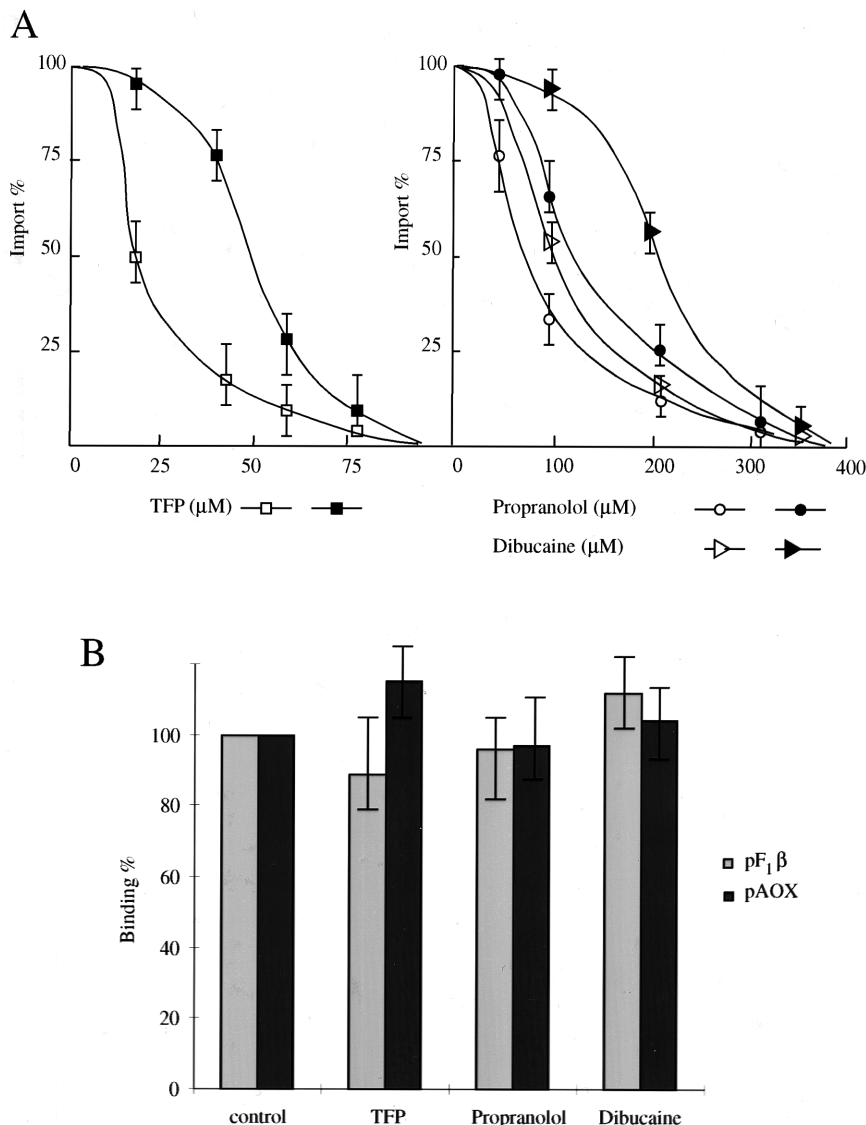 A
100
75
50
25
Import %
0
25
50
75
TFP (µM)
100
75
50
25
Import %
0
100
200
300
400
Propranolol (µM)
Dibucaine (µM)
B
100
80
60
40
20
0
Binding %
control
TFP
Propranolol
Dibucaine
pF1β
pAOX